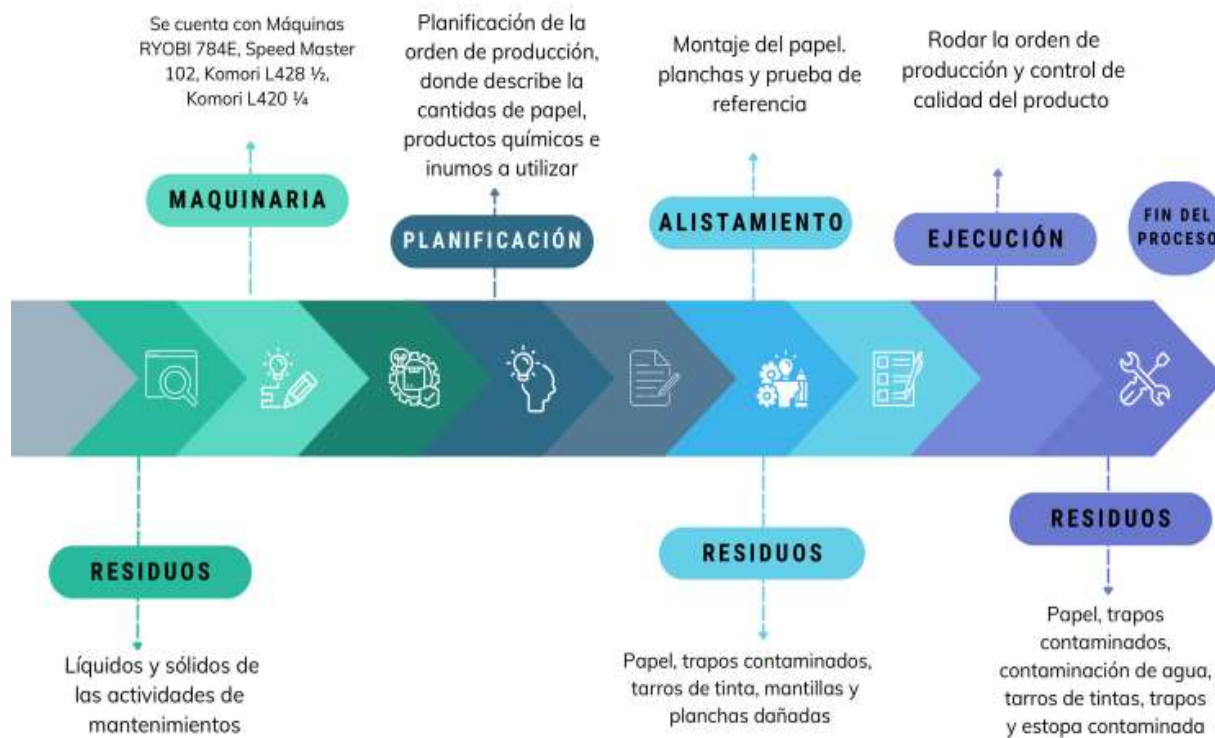 Se cuenta con Máquinas
RYOBI 784E, Speed Master
102, Komori L428 ½,
Komori L420 ¼
MAQUINARIA
Planificación de la
orden de producción,
donde describe la
cantidas de papel,
productos químicos e
inumos a utilizar
PLANIFICACIÓN
Montaje del papel.
planchas y prueba de
referencia
ALISTAMIENTO
Rodar la orden de
producción y control de
calidad del producto
EJECUCIÓN
FIN DEL
PROCESO
RESIDUOS
Líquidos y sólidos de
las actividades de
mantenimientos
RESIDUOS
Papel, trapos contaminados,
tarros de tinta, mantillas y
planchas dañadas
RESIDUOS
Papel, trapos
contaminados,
contaminación de agua,
tarros de tintas, trapos
y estopa contaminada